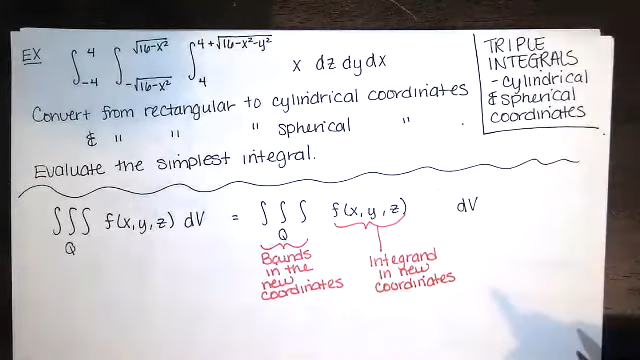 EX ∫_{-4}^{4} ∫_{-√(16-x²)}^{√(16-x²)} ∫_{4}^{4+√(16-x²-y²)} x dz dy dx
Convert from rectangular to cylindrical coordinates
& " " " spherical " .
Evaluate the simplest integral.
TRIPLE
INTEGRALS
- cylindrical
& spherical
coordinates
∫∫∫_Q f(x,y,z) dV = ∫∫∫_Q f(x,y,z) dV
Bounds
in the
new
coordinates
Integrand
in new
coordinates